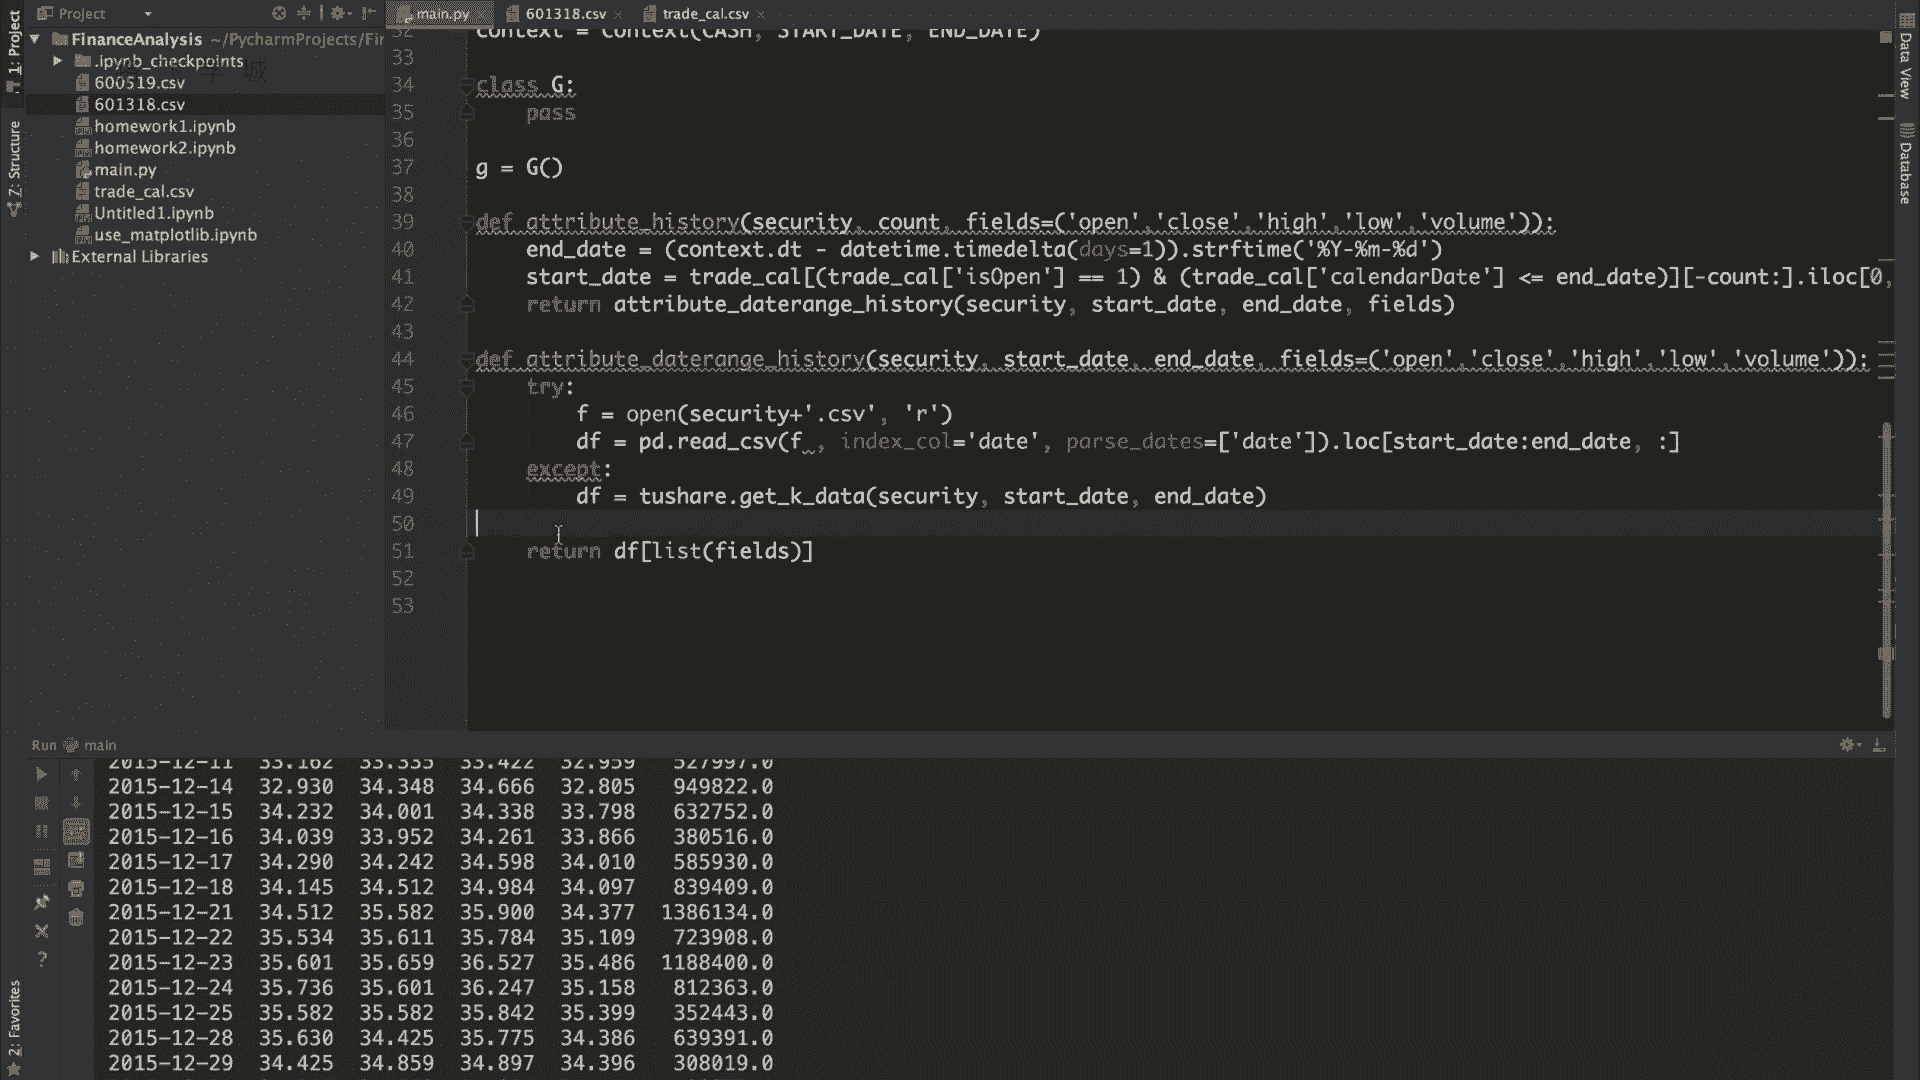 Project
main.py
601318.csv
trade_cal.csv
1: Project
FinanceAnalysis ~/PycharmProjects/Fir
.ipynb_checkpoints
600519.csv
601318.csv
homework1.ipynb
homework2.ipynb
main.py
trade_cal.csv
Untitled1.ipynb
use_matplotlib.ipynb
External Libraries
Z: Structure
2: Favorites
Data View
Database
32 context = Context(CASH, START_DATE, END_DATE)
33
34 class G:
35 pass
36
37 g = G()
38
39 def attribute_history(security, count, fields=('open','close','high','low','volume')):
40 end_date = (context.dt - datetime.timedelta(days=1)).strftime('%Y-%m-%d')
41 start_date = trade_cal[(trade_cal['isOpen'] == 1) & (trade_cal['calendarDate'] <= end_date)][-count:].iloc[0,
42 return attribute_daterange_history(security, start_date, end_date, fields)
43
44 def attribute_daterange_history(security, start_date, end_date, fields=('open','close','high','low','volume')):
45 try:
46 f = open(security+'.csv', 'r')
47 df = pd.read_csv(f , index_col='date', parse_dates=['date']).loc[start_date:end_date, :]
48 except:
49 df = tushare.get_k_data(security, start_date, end_date)
50
51 return df[list(fields)]
52
53
Run main
2015-12-11 33.162 33.335 33.422 32.959 527997.0
2015-12-14 32.930 34.348 34.666 32.805 949822.0
2015-12-15 34.232 34.001 34.338 33.798 632752.0
2015-12-16 34.039 33.952 34.261 33.866 380516.0
2015-12-17 34.290 34.242 34.598 34.010 585930.0
2015-12-18 34.145 34.512 34.984 34.097 839409.0
2015-12-21 34.512 35.582 35.900 34.377 1386134.0
2015-12-22 35.534 35.611 35.784 35.109 723908.0
2015-12-23 35.601 35.659 36.527 35.486 1188400.0
2015-12-24 35.736 35.601 36.247 35.158 812363.0
2015-12-25 35.582 35.582 35.842 35.399 352443.0
2015-12-28 35.630 34.425 35.775 34.386 639391.0
2015-12-29 34.425 34.859 34.897 34.396 308019.0